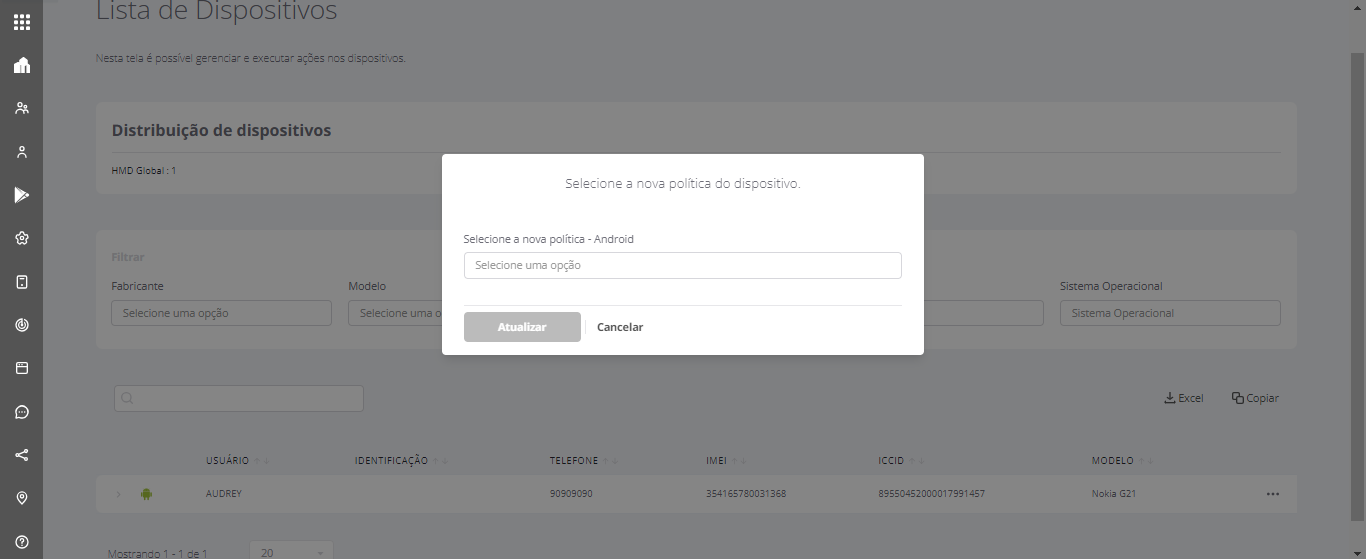 Lista de Dispositivos
Nesta tela é possível gerenciar e executar ações nos dispositivos.
Distribuição de dispositivos
HMD Global : 1
Selecione a nova política do dispositivo.
Selecione a nova política - Android
Selecione uma opção
Atualizar
Cancelar
Filtrar
Fabricante
Modelo
Sistema Operacional
Selecione uma opção
Selecione uma o
Sistema Operacional
Excel
Copiar
USUÁRIO IDENTIFICAÇÃO TELEFONE IMEI ICCID MODELO
AUDREY 90909090 354165780031368 89550452000017991457 Nokia G21
Mostrando 1 - 1 de 1
20